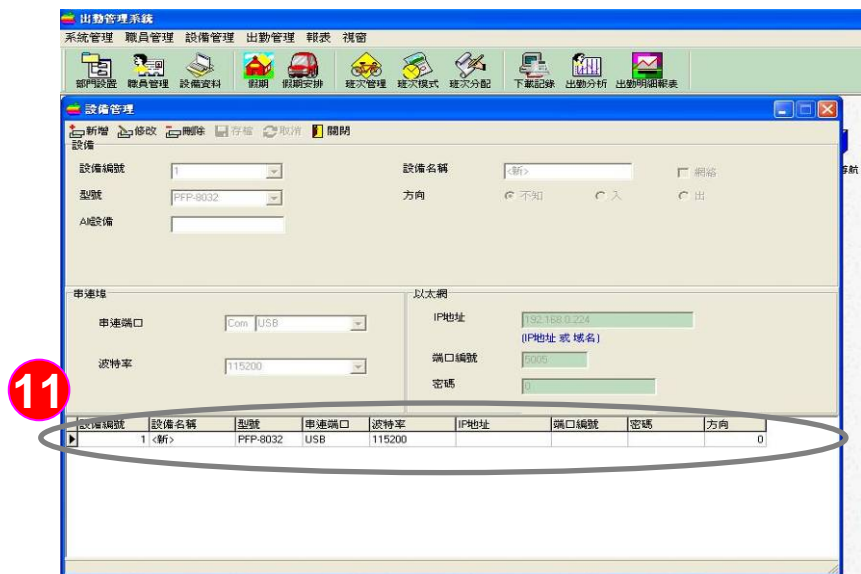 出勤管理系統
系統管理 職員管理 設備管理 出勤管理 報表 視窗
部門設置 職員管理 設備資料 假期 假期安排 班次管理 班次模式 班次分配 下載記錄 出勤分析 出勤明細報表
設備管理
新增 修改 刪除 存檔 取消 關閉
設備
設備編號 1 設備名稱 <新> 網絡
型號 PFP-8032 方向 不知 入 出
AI設備
串連埠 以太網
串連端口 Com USB IP地址 192.168.0.224
(IP地址 或 域名)
波特率 115200 端口編號 5005
密碼 0
11
設備編號 設備名稱 型號 串連端口 波特率 IP地址 端口編號 密碼 方向
1 <新> PFP-8032 USB 115200 0